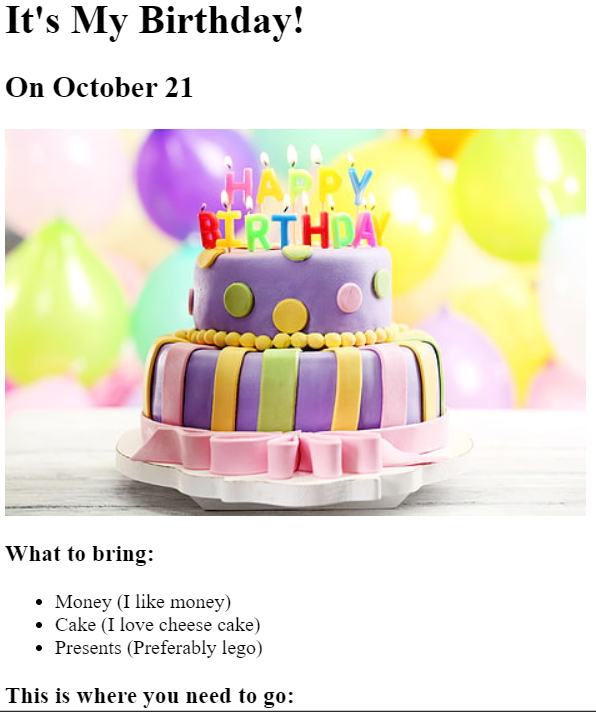 It's My Birthday!
On October 21
HAPPY
BIRTHDAY
What to bring:
Money (I like money)
Cake (I love cheese cake)
Presents (Preferably lego)
This is where you need to go: